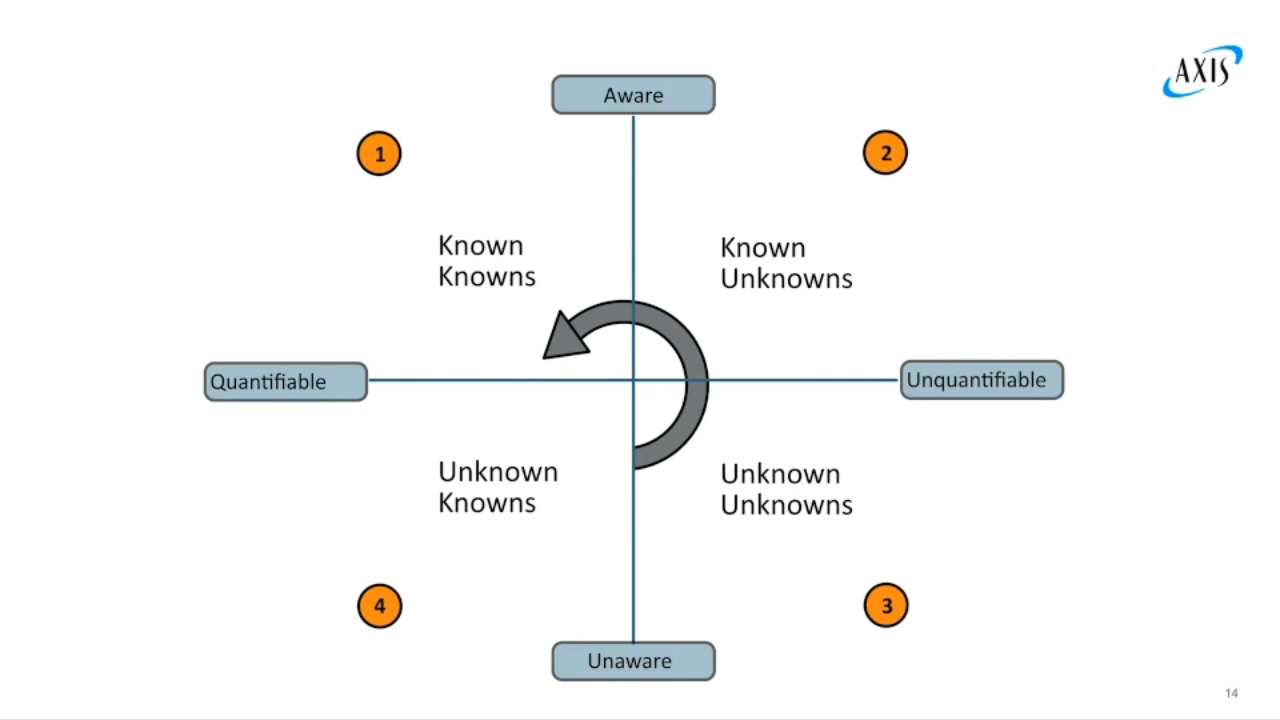 AXIS
Aware
1
2
Known
Knowns
Known
Unknowns
Quantifiable
Unquantifiable
Unknown
Knowns
Unknown
Unknowns
4
3
Unaware
14